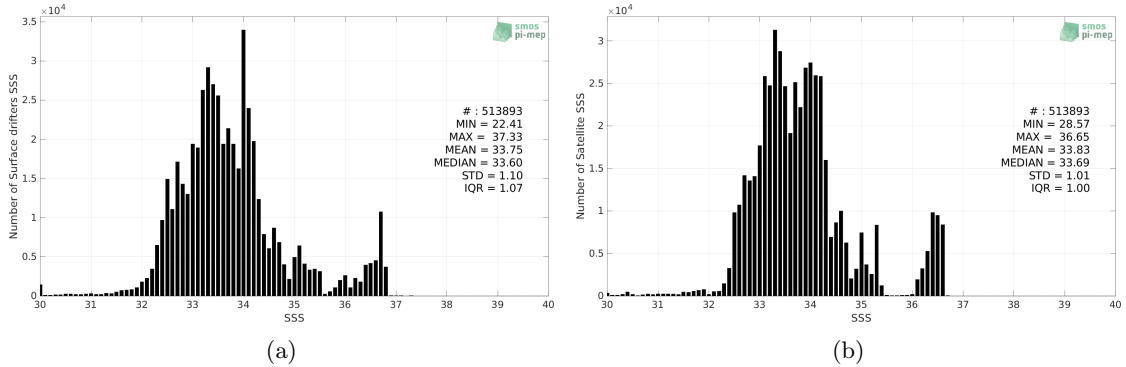 ×10⁴
3.5
3
2.5
2
1.5
1
0.5
0
Number of Surface drifters SSS
smos
pi-mep
# : 513893
MIN = 22.41
MAX = 37.33
MEAN = 33.75
MEDIAN = 33.60
STD = 1.10
IQR = 1.07
30 31 32 33 34 35 36 37 38 39 40
SSS
(a)
×10⁴
3
2.5
2
1.5
1
0.5
0
Number of Satellite SSS
smos
pi-mep
# : 513893
MIN = 28.57
MAX = 36.65
MEAN = 33.83
MEDIAN = 33.69
STD = 1.01
IQR = 1.00
30 31 32 33 34 35 36 37 38 39 40
SSS
(b)